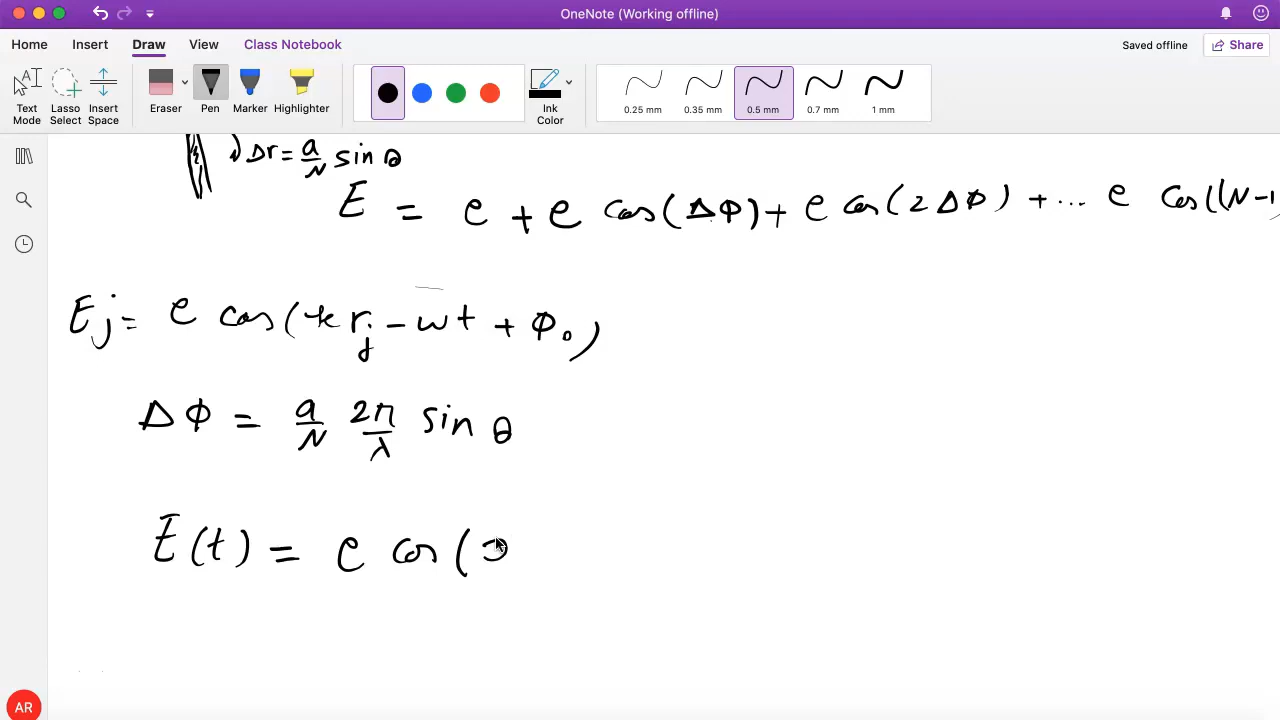 OneNote (Working offline)
Home Insert Draw View Class Notebook Saved offline Share
Text Mode Lasso Select Insert Space Eraser Pen Marker Highlighter Ink Color 0.25 mm 0.35 mm 0.5 mm 0.7 mm 1 mm
Δr = a/N sin θ
E = e + e cos(ΔΦ) + e cos(2ΔΦ) + ... e cos((N-1)
Ej = e cos(k rj - ωt + Φ₀)
ΔΦ = a/N 2π/λ sin θ
E(t) = e cos(
AR